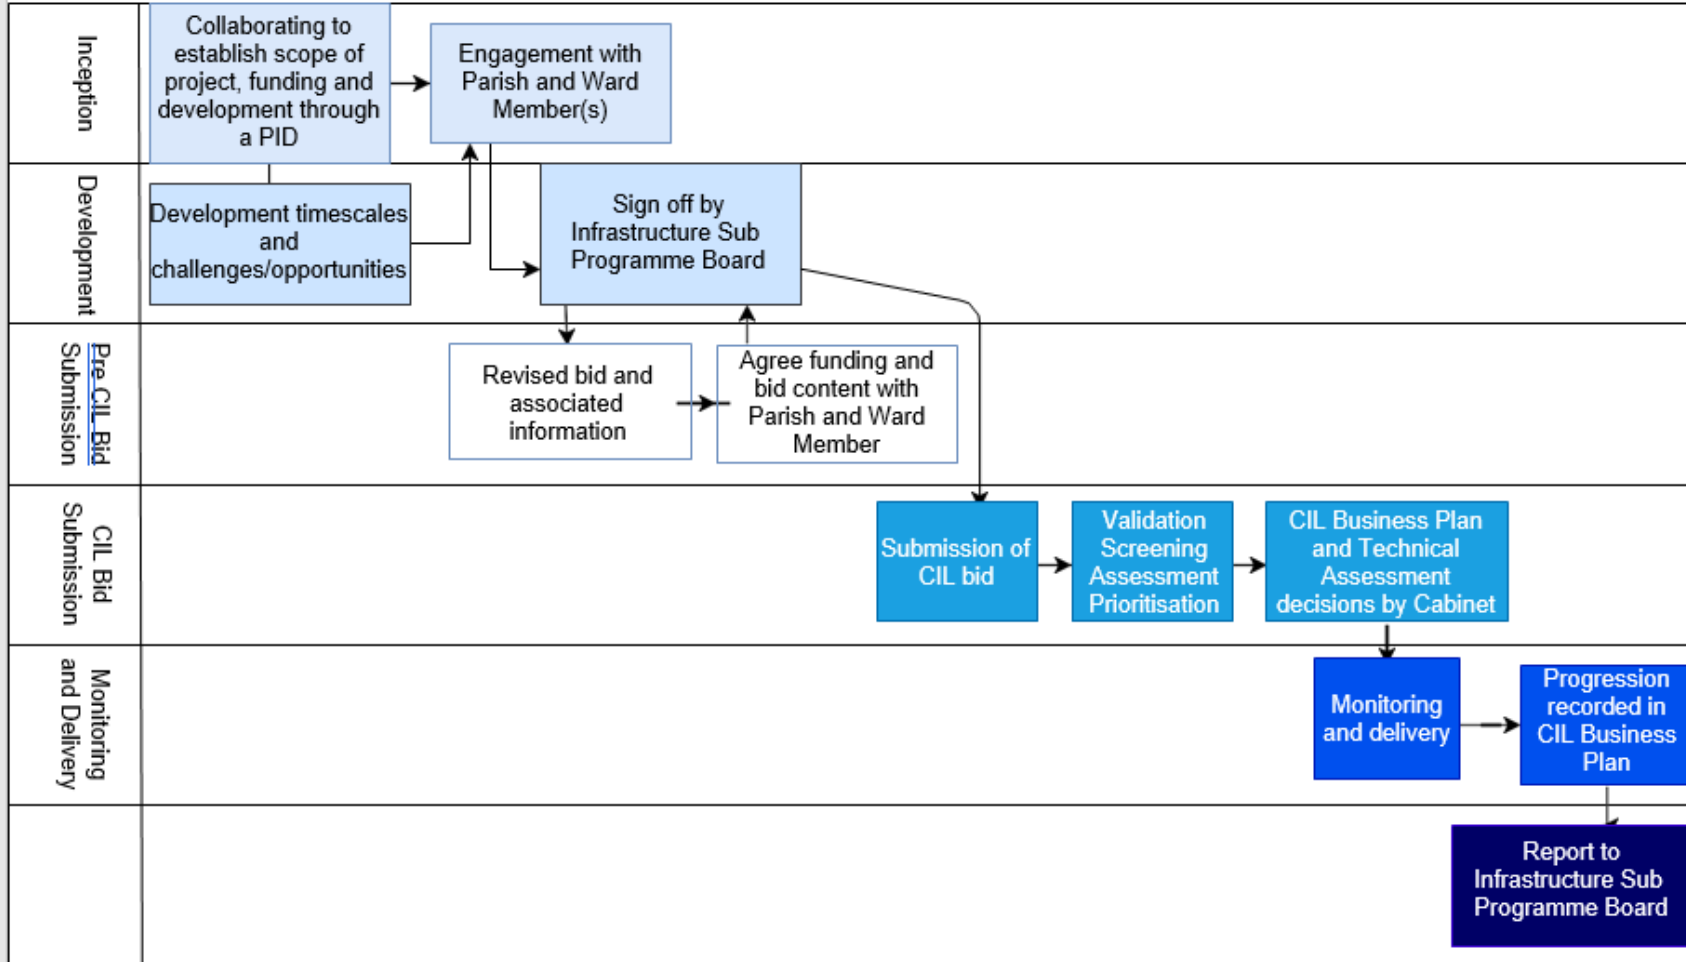 Inception
Collaborating to
establish scope of
project, funding and
development through
a PID
Engagement with
Parish and Ward
Member(s)
Development
Development timescales
and
challenges/opportunities
Sign off by
Infrastructure Sub
Programme Board
Pre CIL Bid
Submission
Revised bid and
associated
information
Agree funding and
bid content with
Parish and Ward
Member
CIL Bid
Submission
Submission of
CIL bid
Validation
Screening
Assessment
Prioritisation
CIL Business Plan
and Technical
Assessment
decisions by Cabinet
Monitoring
and Delivery
Monitoring
and delivery
Progression
recorded in
CIL Business
Plan
Report to
Infrastructure Sub
Programme Board